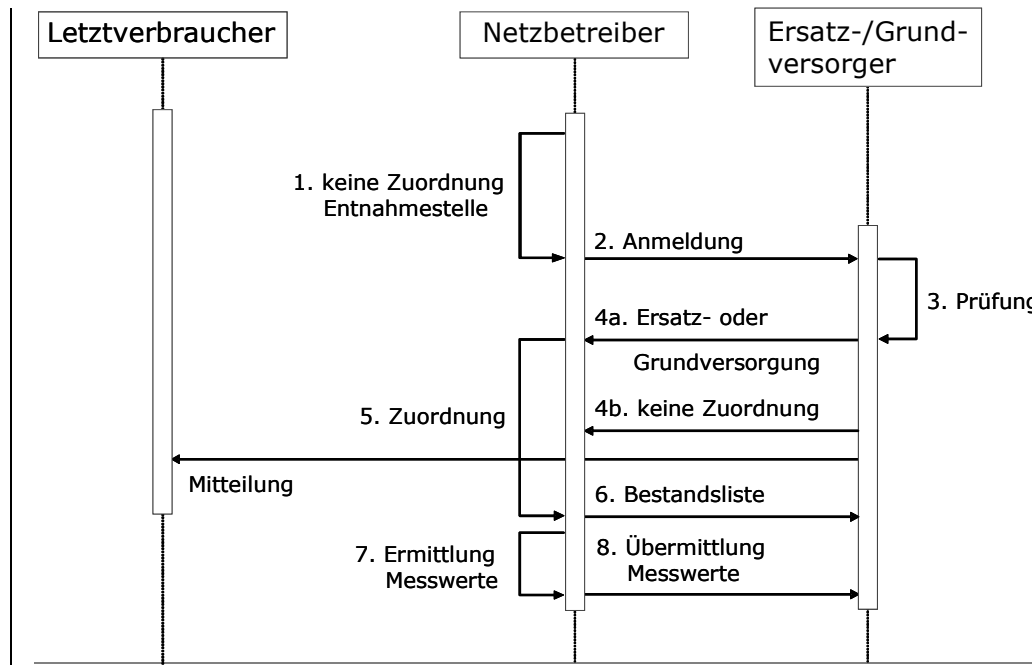 Letztverbraucher
Netzbetreiber
Ersatz-/Grund-
versorger
1. keine Zuordnung
Entnahmestelle
2. Anmeldung
3. Prüfung
4a. Ersatz- oder
Grundversorgung
5. Zuordnung
4b. keine Zuordnung
Mitteilung
6. Bestandsliste
7. Ermittlung
Messwerte
8. Übermittlung
Messwerte